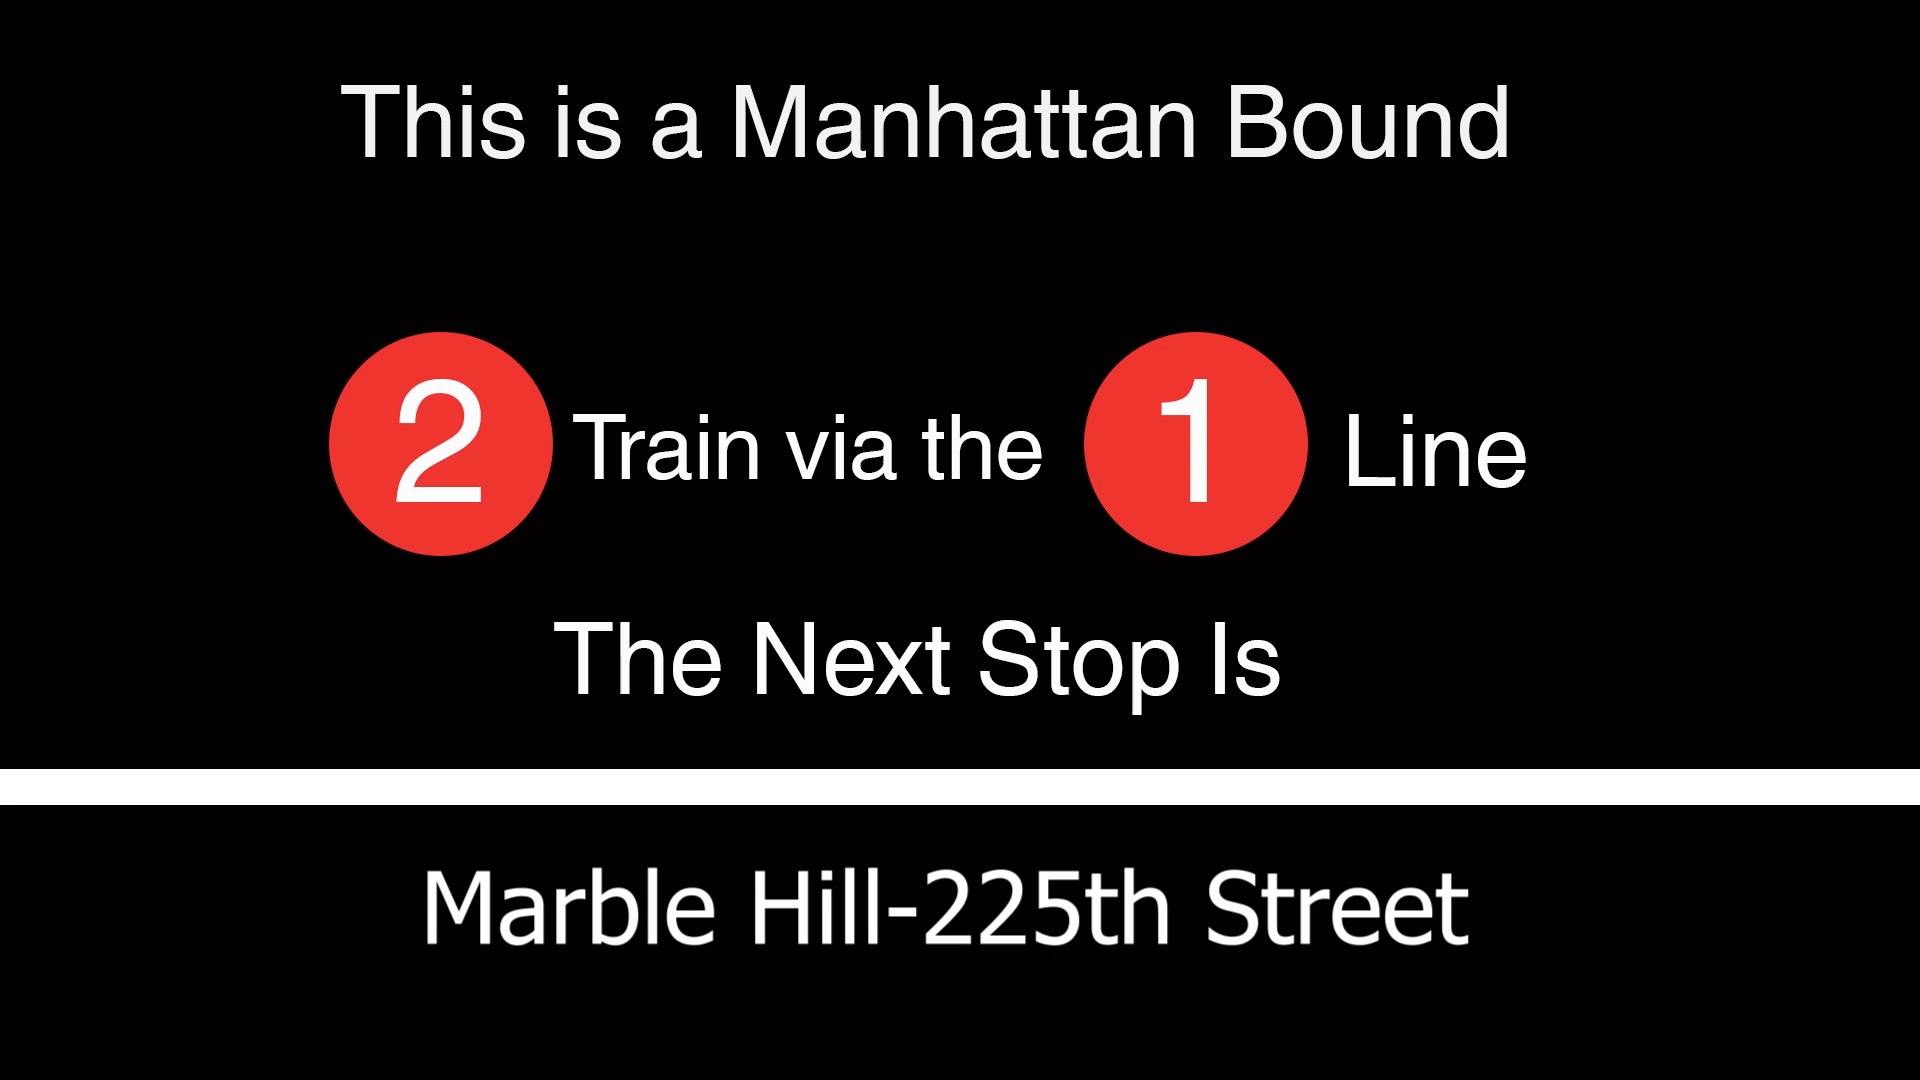 This is a Manhattan Bound
2 Train via the 1 Line
The Next Stop Is
Marble Hill-225th Street